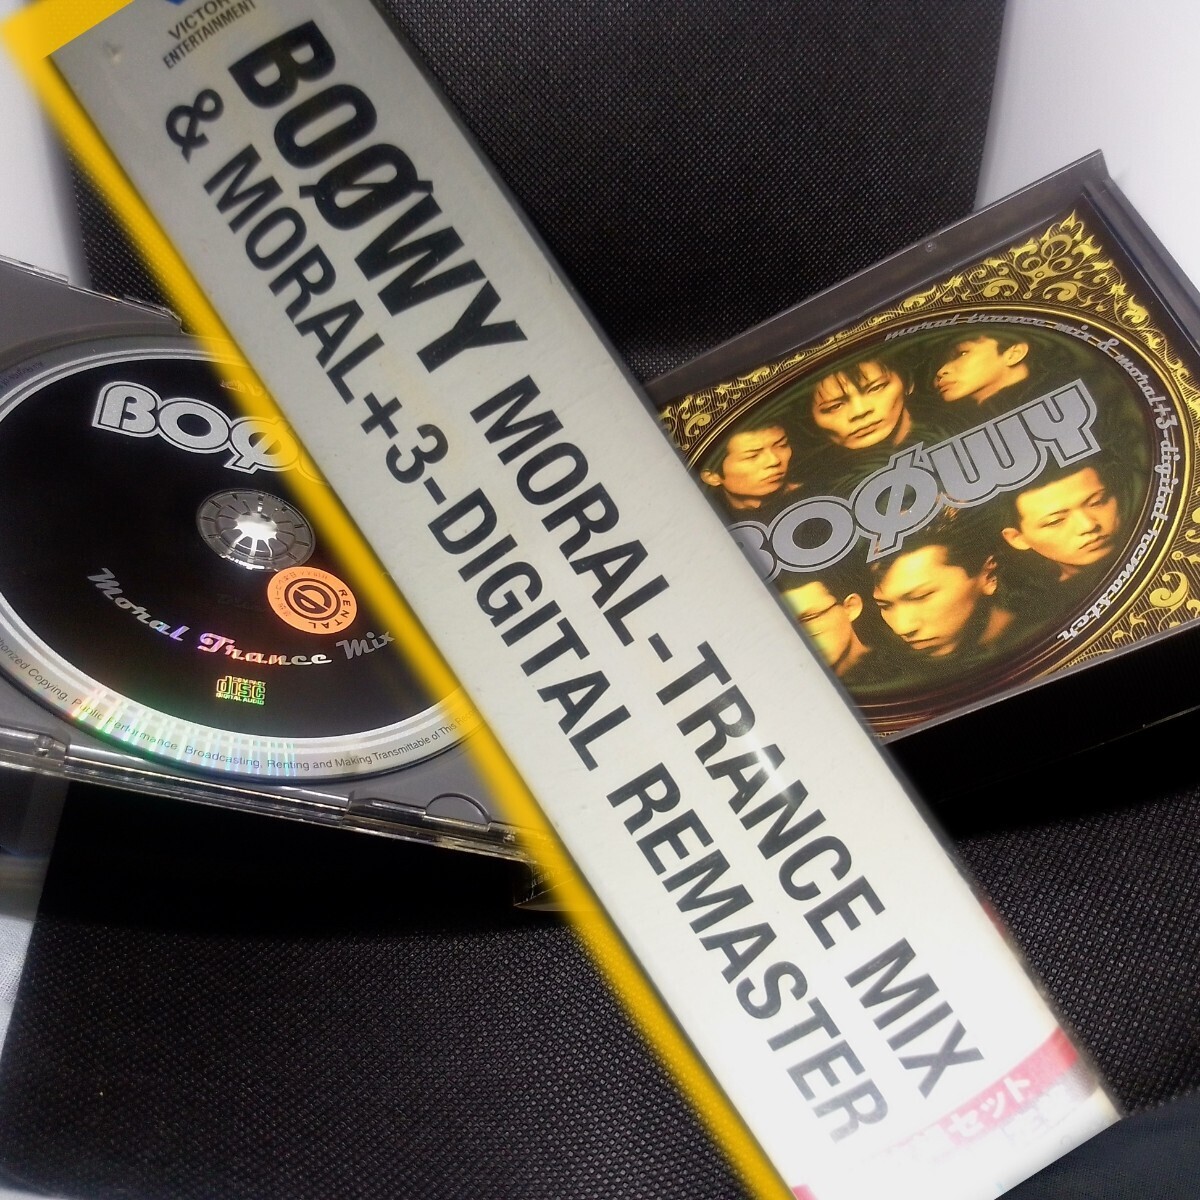 VICTOR
ENTERTAINMENT
BOØWY MORAL-TRANCE MIX
& MORAL+3-DIGITAL REMASTER
セット
moral trance mix & moral+3-digital remaster
BOØWY
BOØ
RENTAL
Moral Trance Mix
COMPACT
disc
DIGITAL AUDIO
Copying, Public Performance, Broadcasting, Renting and Making Transmittable of This